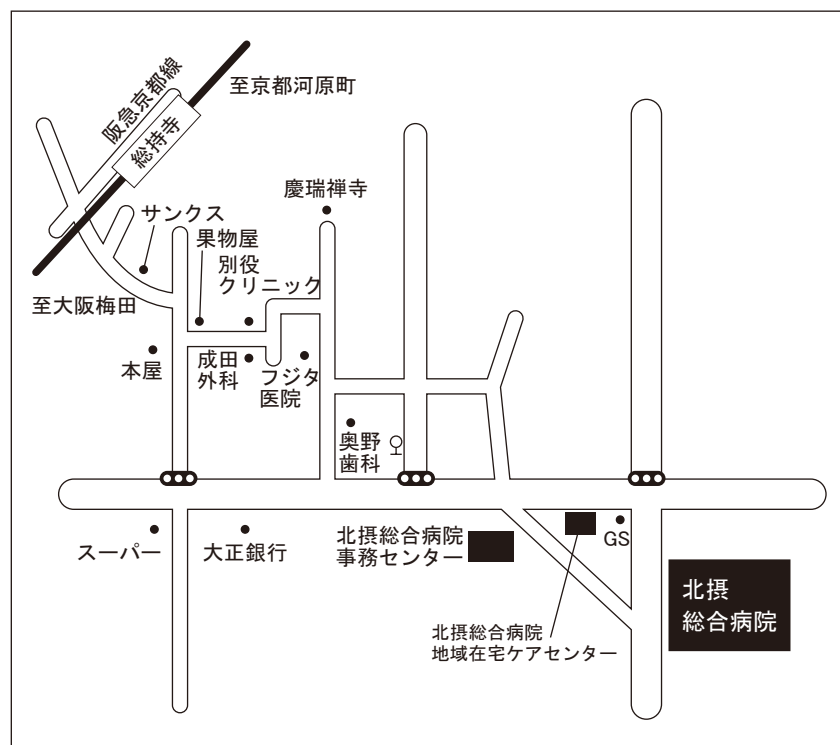 阪急京都線
至京都河原町
総持寺
慶瑞禅寺
サンクス
果物屋
別役
クリニック
至大阪梅田
本屋
成田
外科
フジタ
医院
奥野
歯科
スーパー
大正銀行
北摂総合病院
事務センター
GS
北摂
総合病院
北摂総合病院
地域在宅ケアセンター